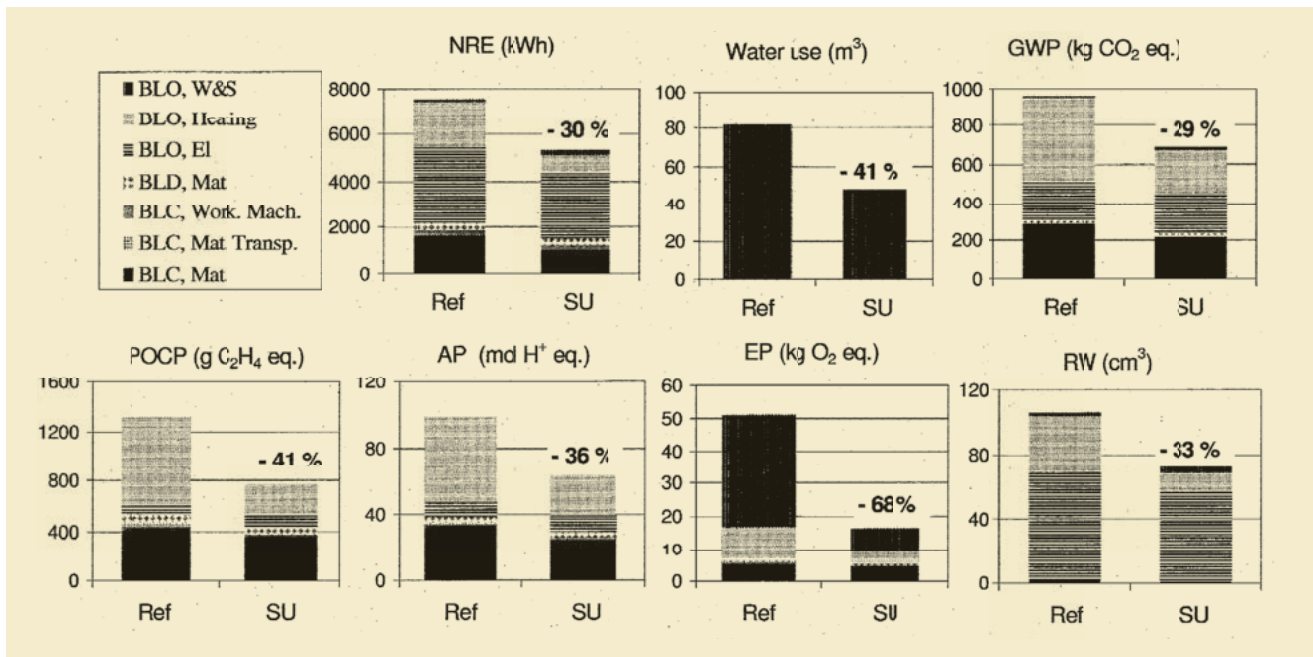 NRE (kWh)
Water use (m³)
GWP (kg CO₂ eq.)
BLO, W&S
BLO, Heaing
BLO, El
BLD, Mat
BLC, Work. Mach.
BLC, Mat Transp.
BLC, Mat
8000
6000
4000
2000
0
- 30 %
Ref
SU
100
80
60
40
20
0
- 41 %
Ref
SU
1000
800
600
400
200
0
- 29 %
Ref
SU
POCP (g C₂H₄ eq.)
1600
1200
800
400
0
- 41 %
Ref
SU
AP (md H⁺ eq.)
120
80
40
0
- 36 %
Ref
SU
EP (kg O₂ eq.)
60
50
40
30
20
10
0
- 68%
Ref
SU
RW (cm³)
120
80
40
0
- 33 %
Ref
SU